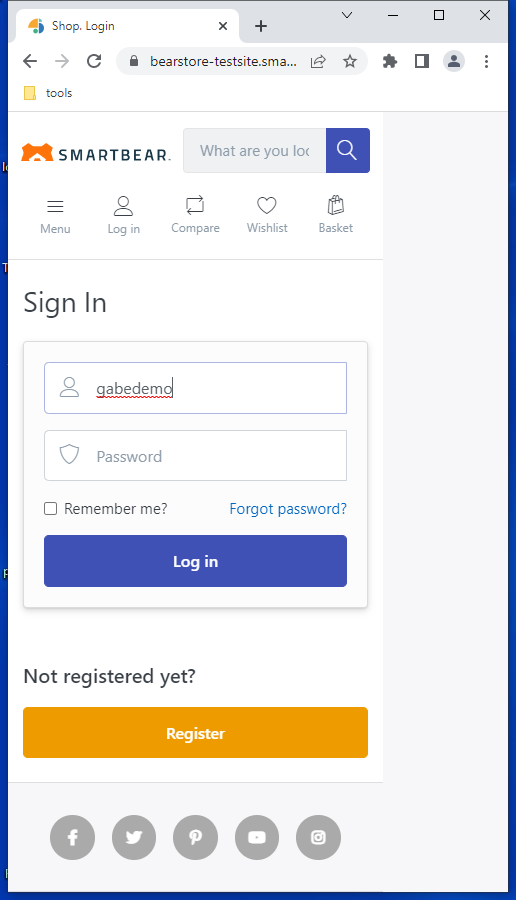 Shop. Login
bearstore-testsite.sma...
tools
SMARTBEAR.
What are you loo
Menu
Log in
Compare
Wishlist
Basket
Sign In
gabedemo
Password
Remember me?
Forgot password?
Log in
Not registered yet?
Register